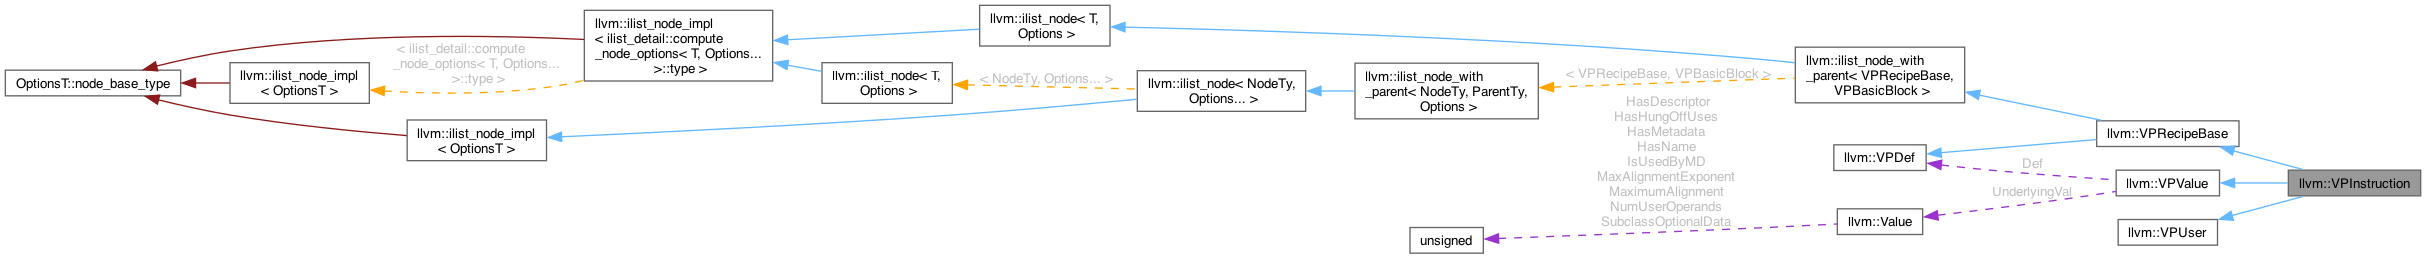 OptionsT::node_base_type
llvm::ilist_node_impl
< OptionsT >
< ilist_detail::compute
_node_options< T, Options...
>::type >
llvm::ilist_node_impl
< OptionsT >
llvm::ilist_node_impl
< ilist_detail::compute
_node_options< T, Options...
>::type >
llvm::ilist_node< T,
Options >
llvm::ilist_node< T,
Options >
< NodeTy, Options... >
llvm::ilist_node< NodeTy,
Options... >
llvm::ilist_node_with
_parent< NodeTy, ParentTy,
Options >
< VPRecipeBase, VPBasicBlock >
HasDescriptor
HasHungOffUses
HasMetadata
HasName
IsUsedByMD
MaxAlignmentExponent
MaximumAlignment
NumUserOperands
SubclassOptionalData
unsigned
llvm::ilist_node_with
_parent< VPRecipeBase,
VPBasicBlock >
llvm::VPDef
llvm::Value
Def
UnderlyingVal
llvm::VPRecipeBase
llvm::VPValue
llvm::VPUser
llvm::VPInstruction